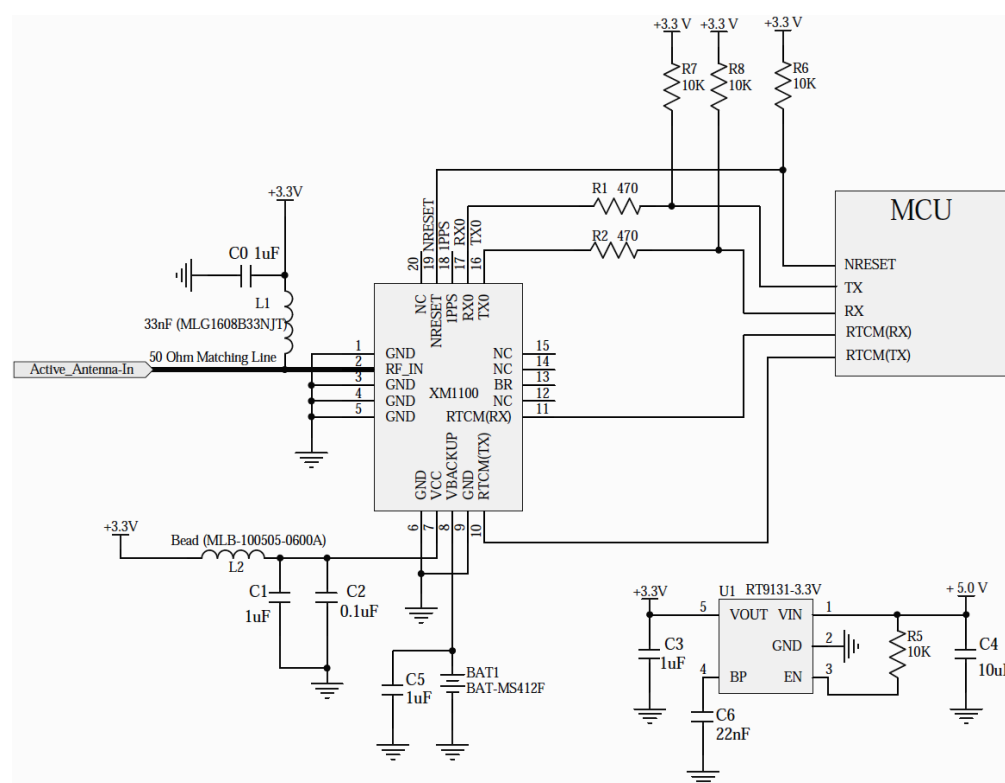 +3.3 V +3.3 V +3.3 V
R7
10K
R8
10K
R6
10K
MCU
NRESET
TX
RX
RTCM(RX)
RTCM(TX)
R1 470
R2 470
+3.3V
C0 1uF
L1
33nF (MLG1608B33NJT)
50 Ohm Matching Line
Active_Antenna-In
20
19 NRESET
18 1PPS
17 RX0
16 TX0
NC
NRESET
1PPS
RX0
TX0
1 GND
2 RF_IN
3 GND
4 GND
5 GND
XM1100
NC 15
NC 14
BR 13
NC 12
RTCM(RX) 11
GND
VCC
VBACKUP
GND
RTCM(TX)
6
7
8
9
10
+3.3V
Bead (MLB-100505-0600A)
L2
C1
1uF
C2
0.1uF
C5
1uF
BAT1
BAT-MS412F
+3.3V
U1 RT9131-3.3V
+ 5.0 V
5 VOUT VIN 1
GND 2
4 BP EN 3
C3
1uF
R5
10K
C4
10uF
C6
22nF